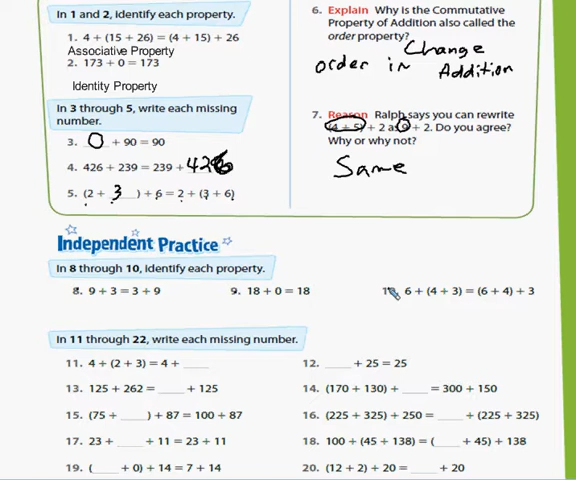 In 1 and 2, identify each property.
1. 4 + (15 + 26) = (4 + 15) + 26
Associative Property
2. 173 + 0 = 173
Identity Property
In 3 through 5, write each missing
number.
3. 0 + 90 = 90
4. 426 + 239 = 239 + 426
5. (2 + 3 ) + 6 = 2 + (3 + 6)
6. Explain Why is the Commutative
Property of Addition also called the
order property?
Change
order in Addition
7. Reason Ralph says you can rewrite
(4 + 5) + 2 as 9 + 2. Do you agree?
Why or why not?
Same
Independent Practice
In 8 through 10, identify each property.
8. 9 + 3 = 3 + 9
9. 18 + 0 = 18
10. 6 + (4 + 3) = (6 + 4) + 3
In 11 through 22, write each missing number.
11. 4 + (2 + 3) = 4 + ____
12. ____ + 25 = 25
13. 125 + 262 = ____ + 125
14. (170 + 130) + ____ = 300 + 150
15. (75 + ____ ) + 87 = 100 + 87
16. (225 + 325) + 250 = ____ + (225 + 325)
17. 23 + ____ + 11 = 23 + 11
18. 100 + (45 + 138) = (____ + 45) + 138
19. (____ + 0) + 14 = 7 + 14
20. (12 + 2) + 20 = ____ + 20